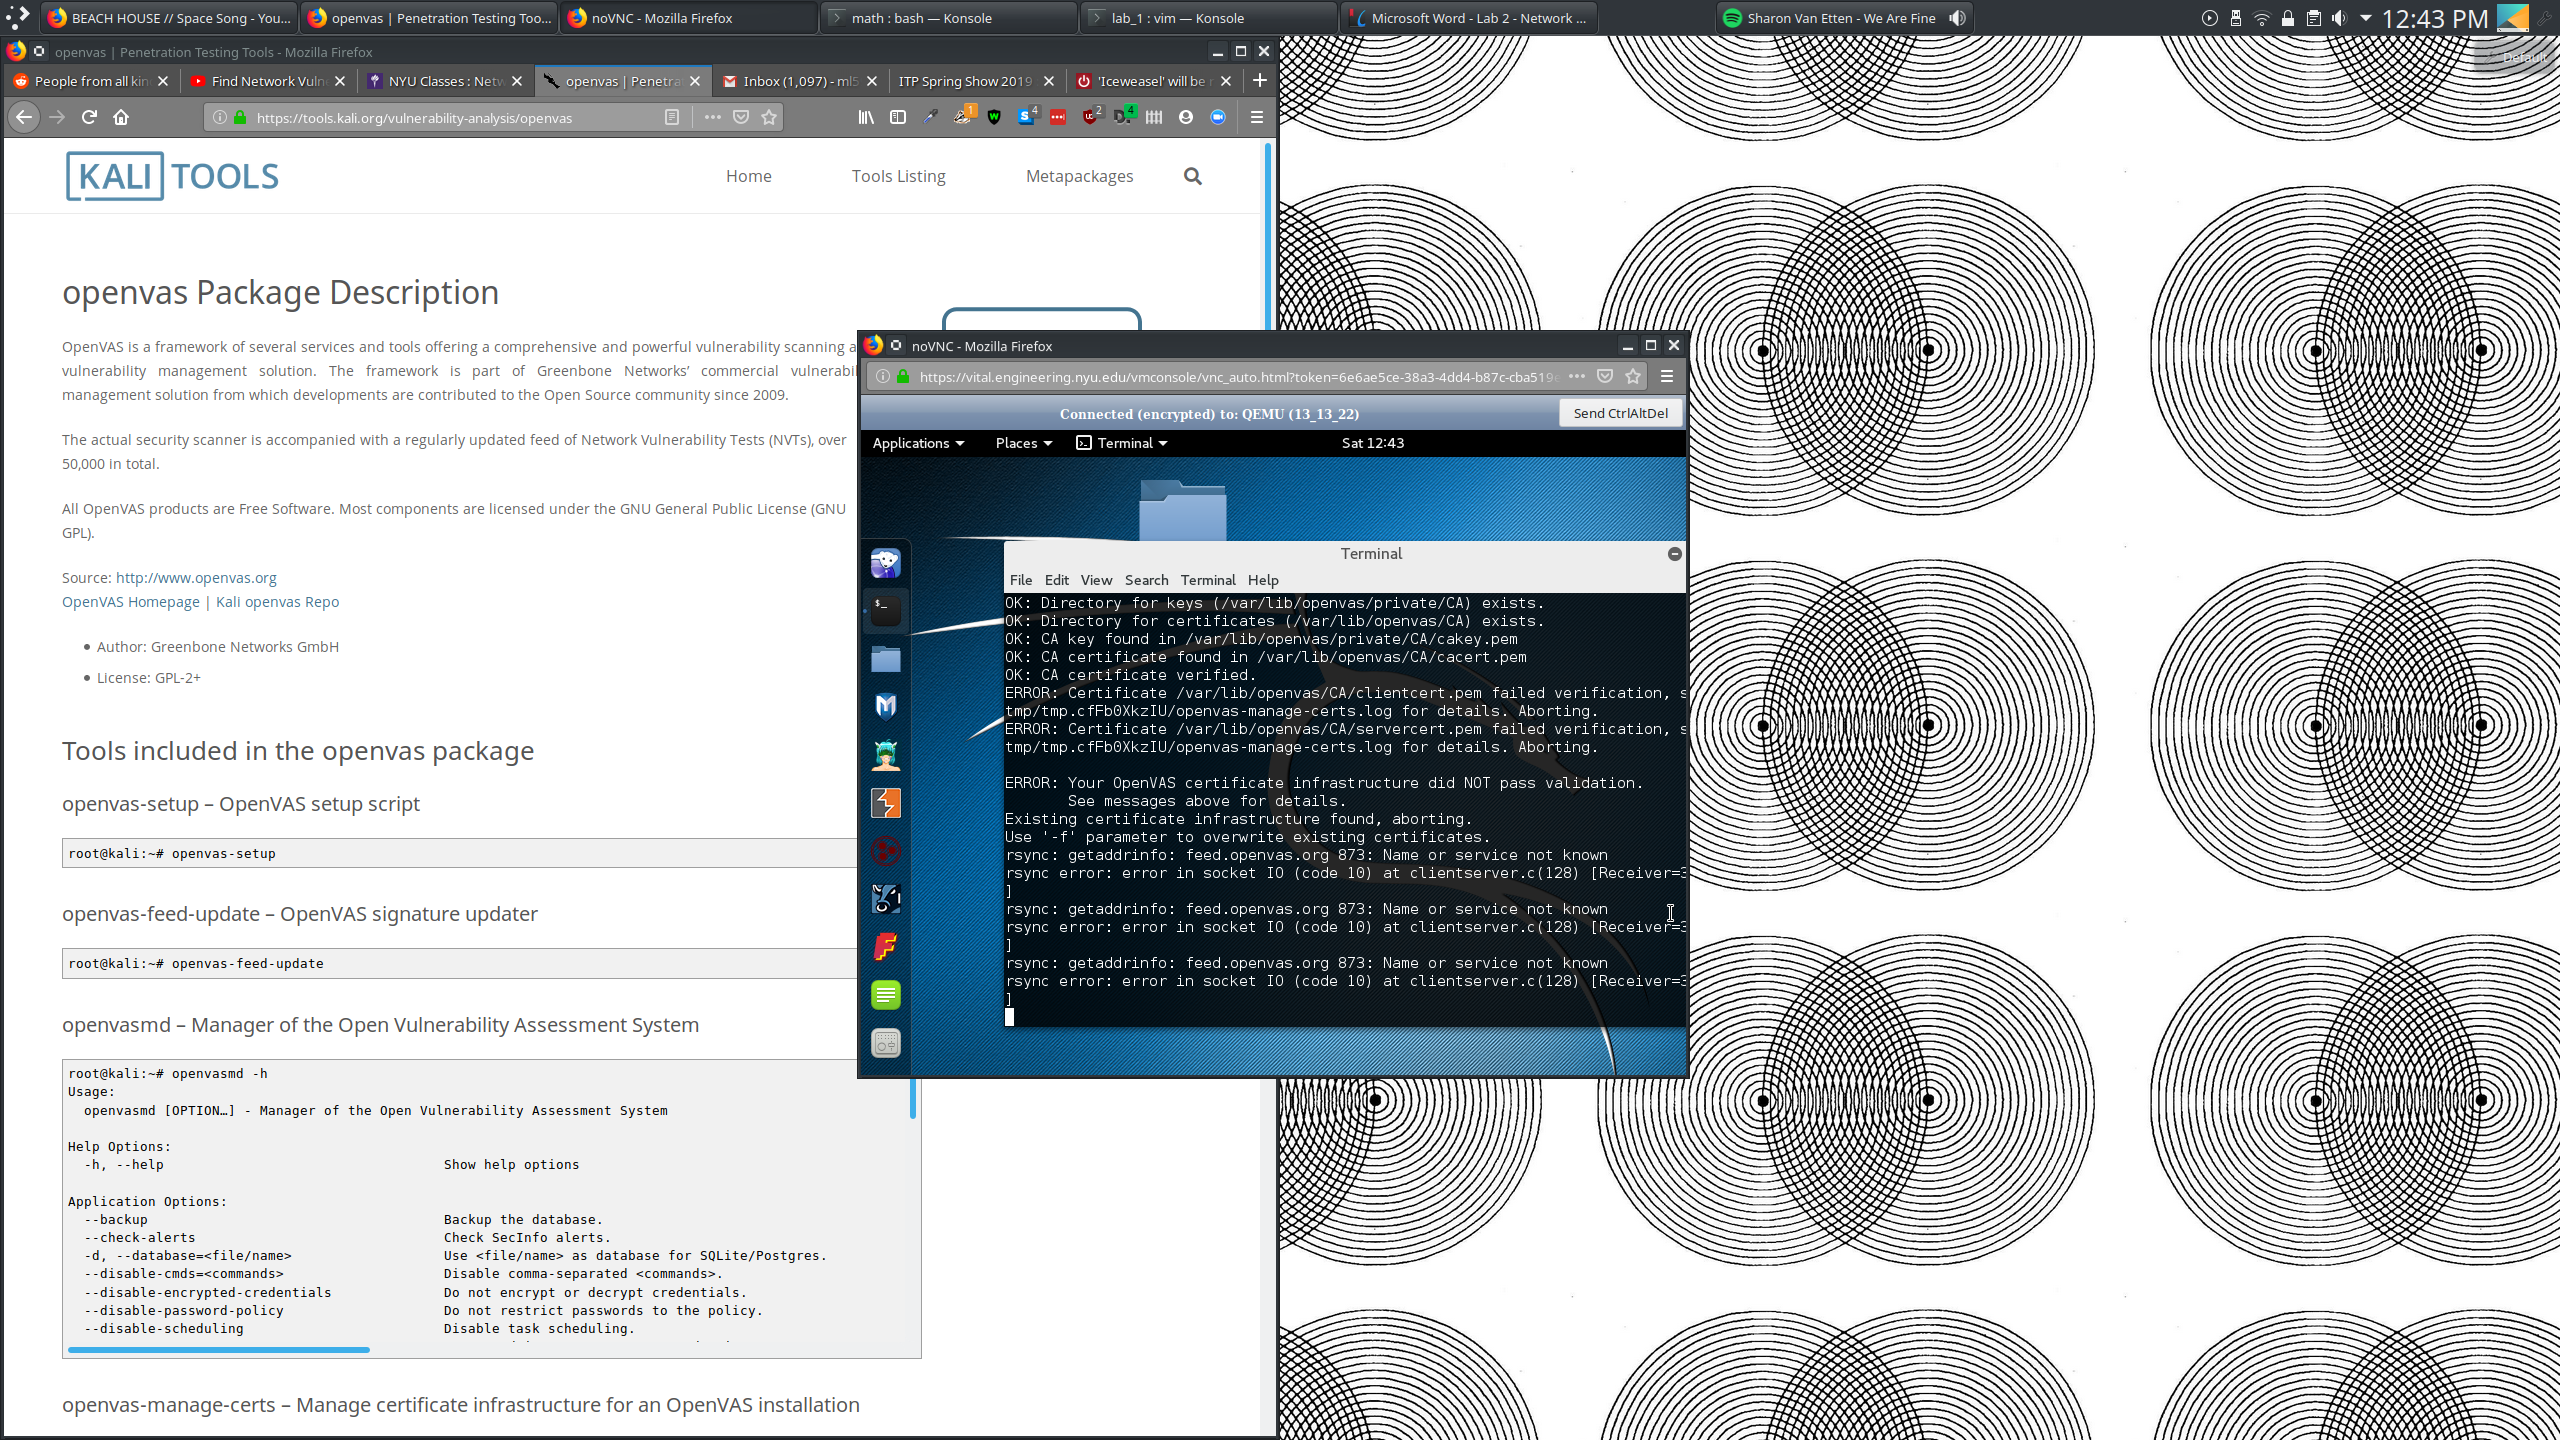 BEACH HOUSE // Space Song - You...
openvas | Penetration Testing Too...
noVNC - Mozilla Firefox
math : bash — Konsole
lab_1 : vim — Konsole
Microsoft Word - Lab 2 - Network ...
Sharon Van Etten - We Are Fine
12:43 PM
Default
openvas | Penetration Testing Tools - Mozilla Firefox
People from all kin
Find Network Vuln
NYU Classes : Netw
openvas | Penetra
Inbox (1,097) - ml5
ITP Spring Show 2019
'Iceweasel' will be r
https://tools.kali.org/vulnerability-analysis/openvas
1
4
2
4
KALI TOOLS
Home
Tools Listing
Metapackages
openvas Package Description
OpenVAS is a framework of several services and tools offering a comprehensive and powerful vulnerability scanning a
vulnerability management solution. The framework is part of Greenbone Networks’ commercial vulnerabil
management solution from which developments are contributed to the Open Source community since 2009.
The actual security scanner is accompanied with a regularly updated feed of Network Vulnerability Tests (NVTs), over
50,000 in total.
All OpenVAS products are Free Software. Most components are licensed under the GNU General Public License (GNU
GPL).
Source: http://www.openvas.org
OpenVAS Homepage | Kali openvas Repo
• Author: Greenbone Networks GmbH
• License: GPL-2+
Tools included in the openvas package
openvas-setup – OpenVAS setup script
root@kali:~# openvas-setup
openvas-feed-update – OpenVAS signature updater
root@kali:~# openvas-feed-update
openvasmd – Manager of the Open Vulnerability Assessment System
root@kali:~# openvasmd -h
Usage:
openvasmd [OPTION…] - Manager of the Open Vulnerability Assessment System
Help Options:
-h, --help Show help options
Application Options:
--backup Backup the database.
--check-alerts Check SecInfo alerts.
-d, --database=<file/name> Use <file/name> as database for SQLite/Postgres.
--disable-cmds=<commands> Disable comma-separated <commands>.
--disable-encrypted-credentials Do not encrypt or decrypt credentials.
--disable-password-policy Do not restrict passwords to the policy.
--disable-scheduling Disable task scheduling.
openvas-manage-certs – Manage certificate infrastructure for an OpenVAS installation
noVNC - Mozilla Firefox
https://vital.engineering.nyu.edu/vmconsole/vnc_auto.html?token=6e6ae5ce-38a3-4dd4-b87c-cba519e
Connected (encrypted) to: QEMU (13_13_22)
Send CtrlAltDel
Applications
Places
Terminal
Sat 12:43
Terminal
File Edit View Search Terminal Help
OK: Directory for keys (/var/lib/openvas/private/CA) exists.
OK: Directory for certificates (/var/lib/openvas/CA) exists.
OK: CA key found in /var/lib/openvas/private/CA/cakey.pem
OK: CA certificate found in /var/lib/openvas/CA/cacert.pem
OK: CA certificate verified.
ERROR: Certificate /var/lib/openvas/CA/clientcert.pem failed verification, s
tmp/tmp.cfFb0XkzIU/openvas-manage-certs.log for details. Aborting.
ERROR: Certificate /var/lib/openvas/CA/servercert.pem failed verification, s
tmp/tmp.cfFb0XkzIU/openvas-manage-certs.log for details. Aborting.
ERROR: Your OpenVAS certificate infrastructure did NOT pass validation.
See messages above for details.
Existing certificate infrastructure found, aborting.
Use '-f' parameter to overwrite existing certificates.
rsync: getaddrinfo: feed.openvas.org 873: Name or service not known
rsync error: error in socket IO (code 10) at clientserver.c(128) [Receiver=3
]
rsync: getaddrinfo: feed.openvas.org 873: Name or service not known
rsync error: error in socket IO (code 10) at clientserver.c(128) [Receiver=3
]
rsync: getaddrinfo: feed.openvas.org 873: Name or service not known
rsync error: error in socket IO (code 10) at clientserver.c(128) [Receiver=3
]